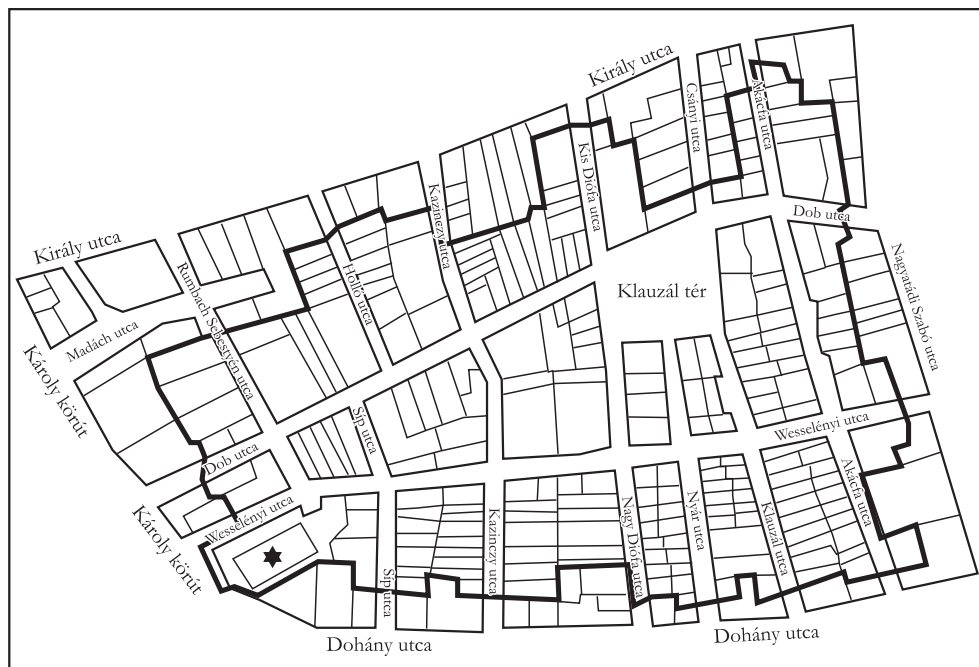 Király utca
Csányi utca
Akácfa utca
Kis Diófa utca
Kazinczy utca
Dob utca
Király utca
Rumbach Sebestyén utca
Holló utca
Klauzál tér
Nagyatádi Szabó utca
Madách utca
Károly körút
Síp utca
Wesselényi utca
Dob utca
Akácfa utca
Károly körút
Wesselényi utca
Kazinczy utca
Nagy Diófa utca
Nyár utca
Klauzál utca
Síp utca
Dohány utca
Dohány utca